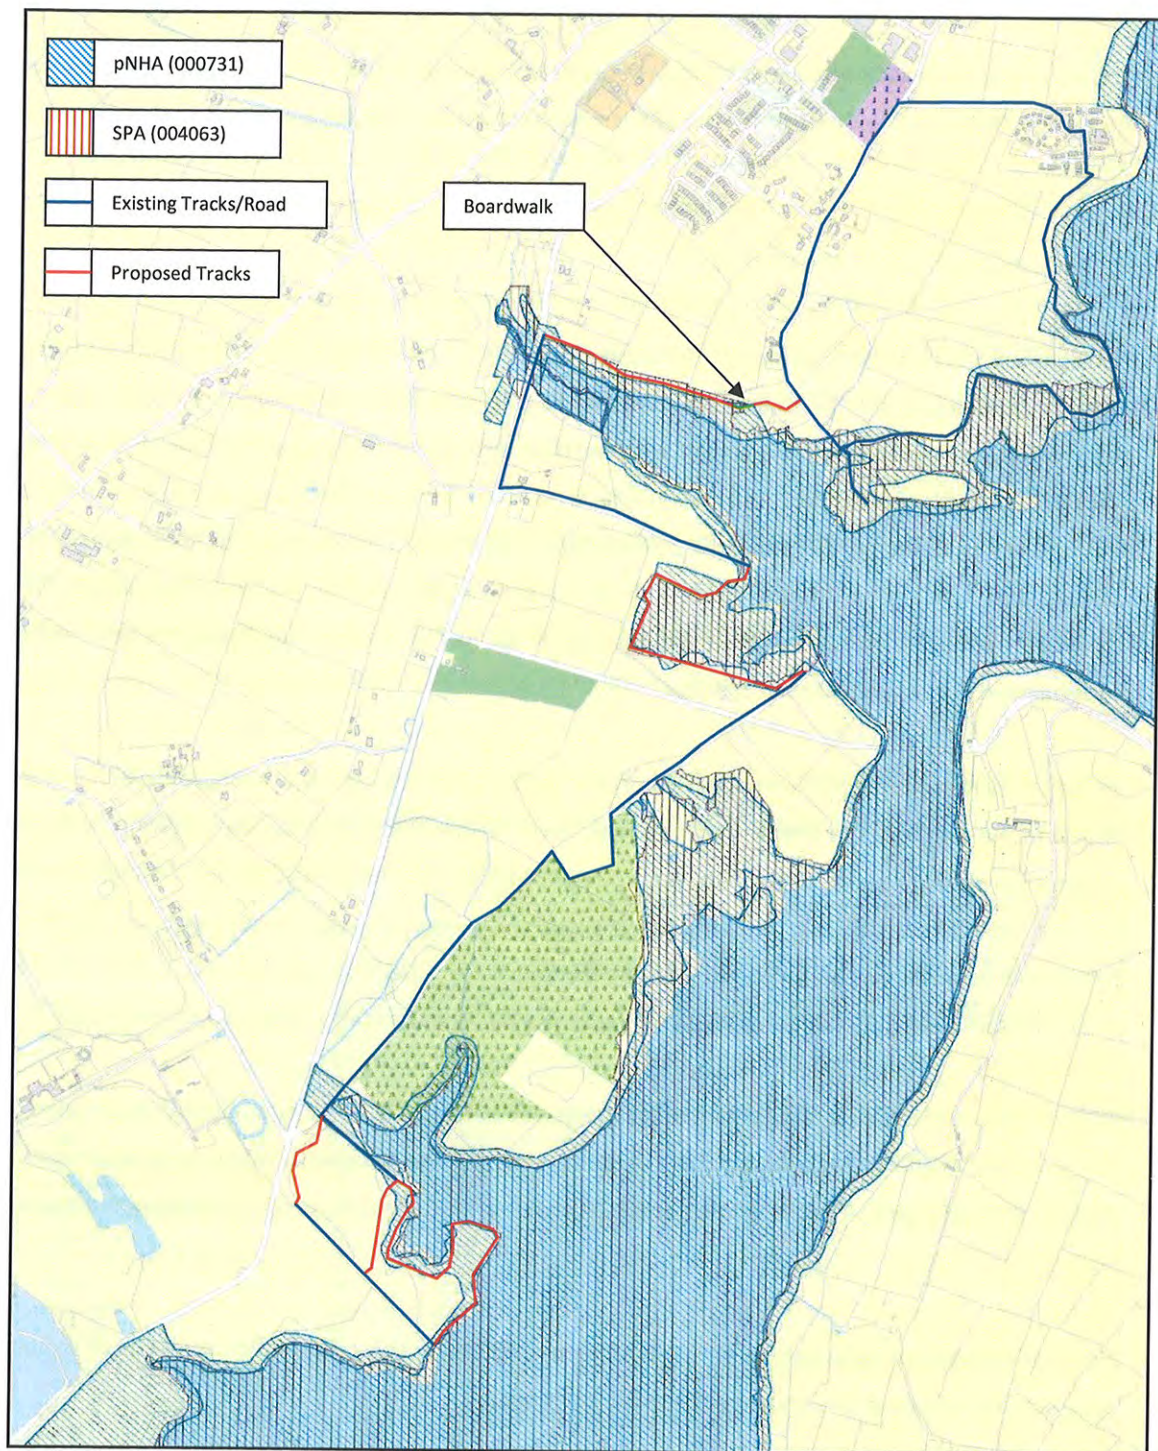 pNHA (000731)
SPA (004063)
Existing Tracks/Road
Proposed Tracks
Boardwalk